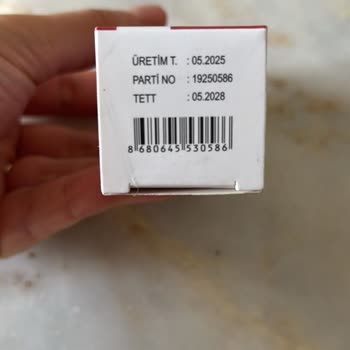 ÜRETİM T. : 05.2025
PARTİ NO : 19250586
TETT : 05.2028
8 680645 530586